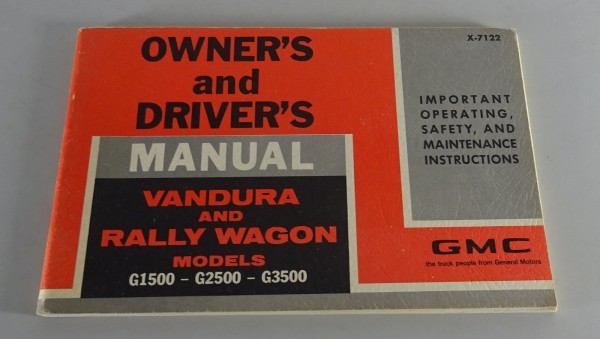 OWNER'S
and
DRIVER'S
MANUAL
VANDURA
AND
RALLY WAGON
MODELS
G1500 – G2500 – G3500
X-7122
IMPORTANT
OPERATING,
SAFETY, AND
MAINTENANCE
INSTRUCTIONS
GMC
the truck people from General Motors